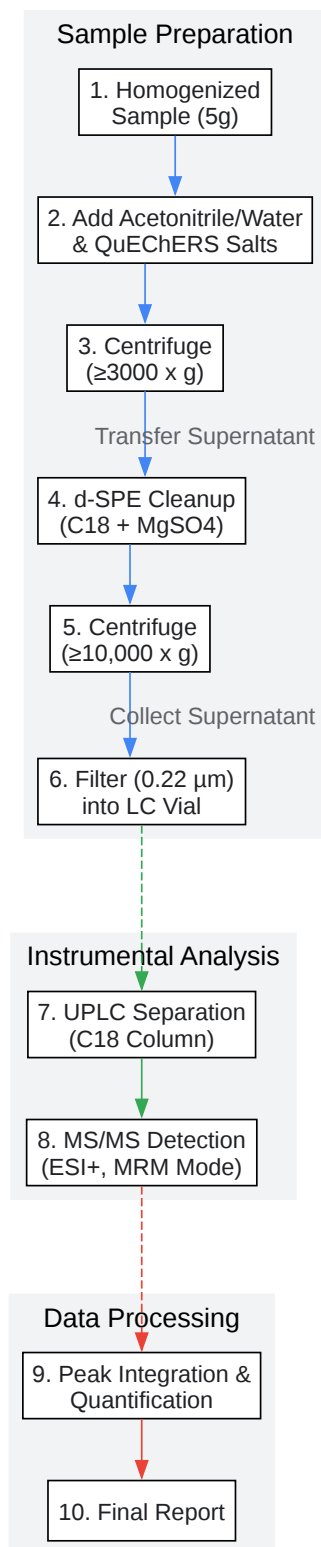 Sample Preparation
1. Homogenized
Sample (5g)
2. Add Acetonitrile/Water
& QuEChERS Salts
3. Centrifuge
(≥3000 x g)
Transfer Supernatant
4. d-SPE Cleanup
(C18 + MgSO4)
5. Centrifuge
(≥10,000 x g)
Collect Supernatant
6. Filter (0.22 µm)
into LC Vial
Instrumental Analysis
7. UPLC Separation
(C18 Column)
8. MS/MS Detection
(ESI+, MRM Mode)
Data Processing
9. Peak Integration &
Quantification
10. Final Report